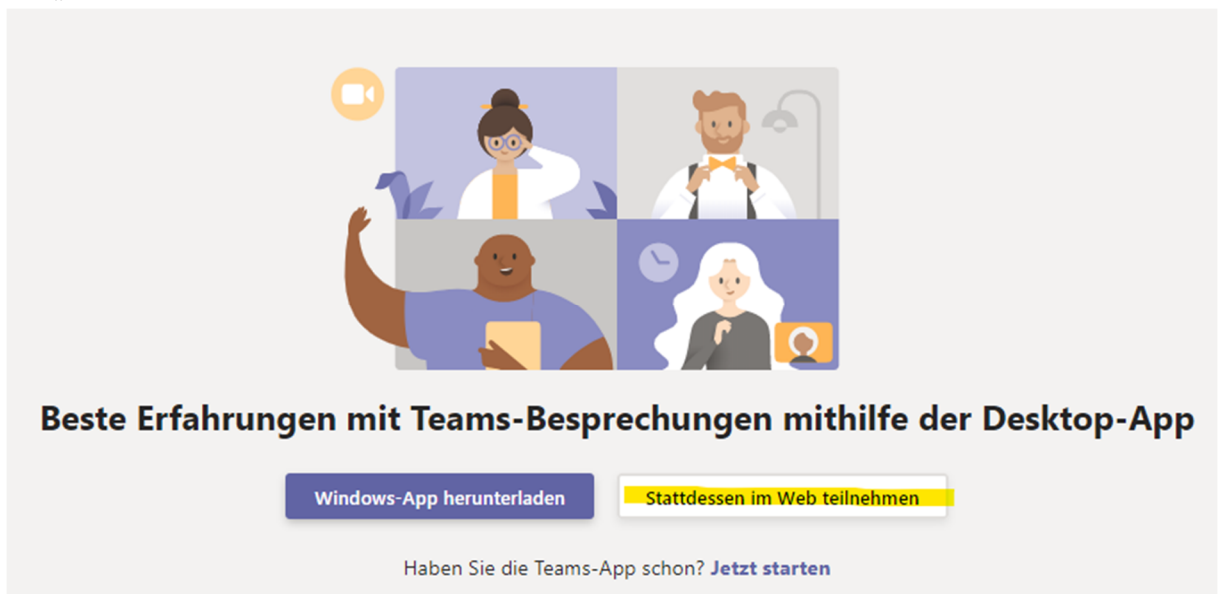 Beste Erfahrungen mit Teams-Besprechungen mithilfe der Desktop-App
Windows-App herunterladen
Stattdessen im Web teilnehmen
Haben Sie die Teams-App schon? Jetzt starten